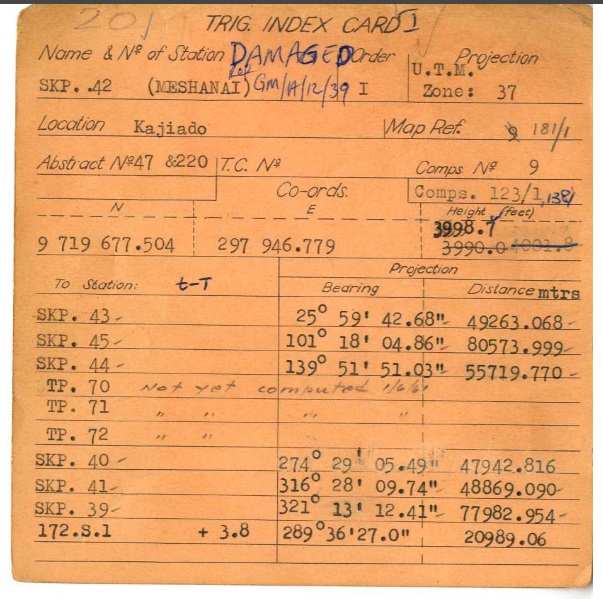 201
TRIG. INDEX CARD I
Name & Nº of Station DAMAGED Order Projection
SKP. .42 (MESHANAI) GM/A/12/39 I U.T.M. Zone: 37
Location Kajiado Map Ref. 181/1
Abstract Nº47 &220 T.C. Nº Comps Nº 9
Co-ords. Comps. 123/1,138/
N E Height (feet)
3998.7
9 719 677.504 297 946.779 3990.0 4001.8
Projection
To Station: t-T Bearing Distance mtrs
SKP. 43 25° 59' 42.68" 49263.068
SKP. 45 101° 18' 04.86" 80573.999
SKP. 44 139° 51' 51.03" 55719.770
TP. 70 Not yet computed 1/6/61
TP. 71 " " " "
TP. 72 " " " "
SKP. 40 274° 29' 05.49" 47942.816
SKP. 41 316° 28' 09.74" 48869.090
SKP. 39 321° 13' 12.41" 77982.954
172.S.1 + 3.8 289°36'27.0" 20989.06